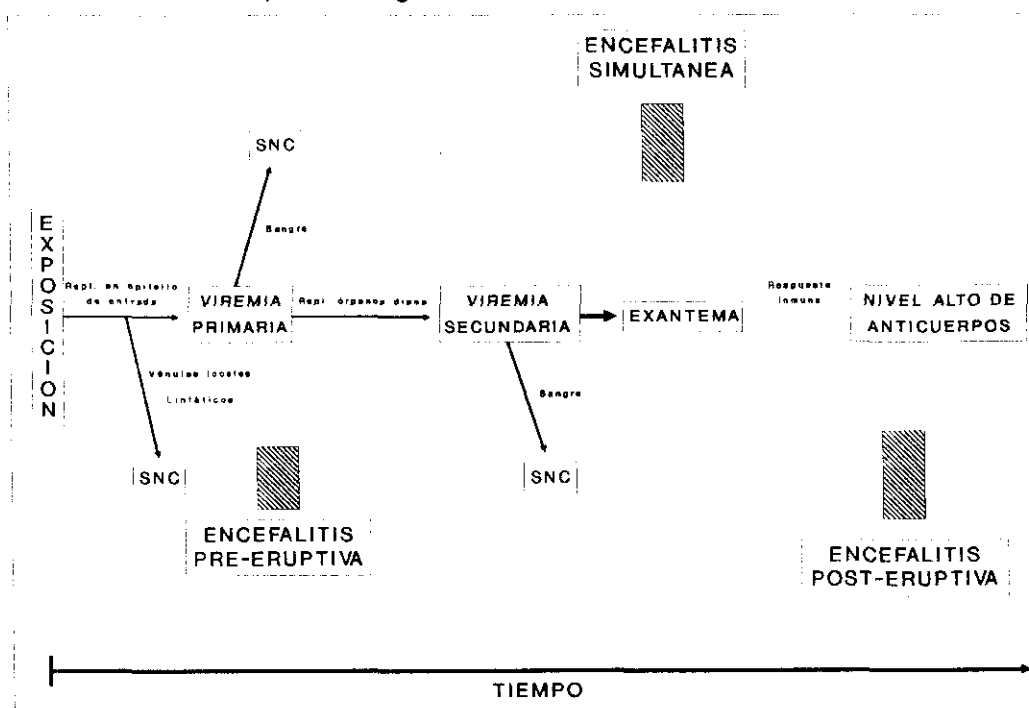 ENCEFALITIS
SIMULTANEA
SNC
Sangre
EXPOSICION
Repl. en epitelio
de entrada
VIREMIA
PRIMARIA
Repl. órganos diana
VIREMIA
SECUNDARIA
EXANTEMA
Respuesta
inmune
NIVEL ALTO DE
ANTICUERPOS
Vénulas locales
Linfáticos
Sangre
SNC
SNC
ENCEFALITIS
PRE-ERUPTIVA
ENCEFALITIS
POST-ERUPTIVA
TIEMPO